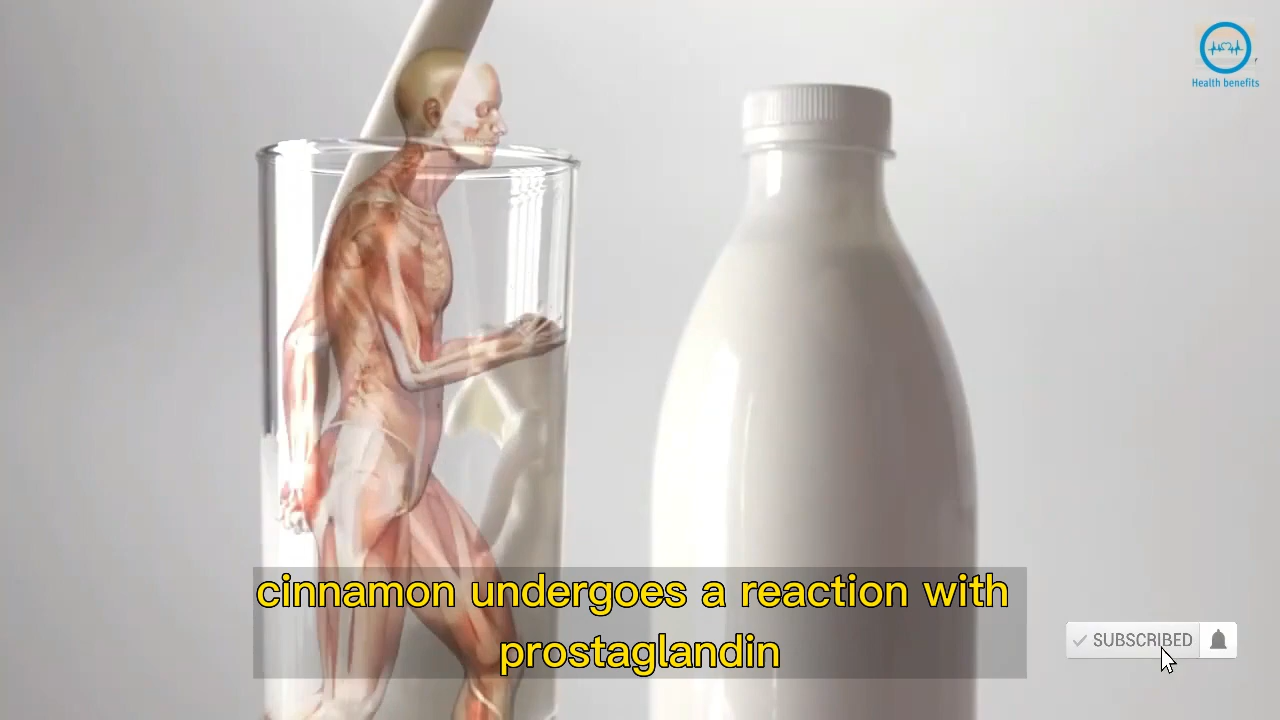 Health benefits
cinnamon undergoes a reaction with
prostaglandin
SUBSCRIBED